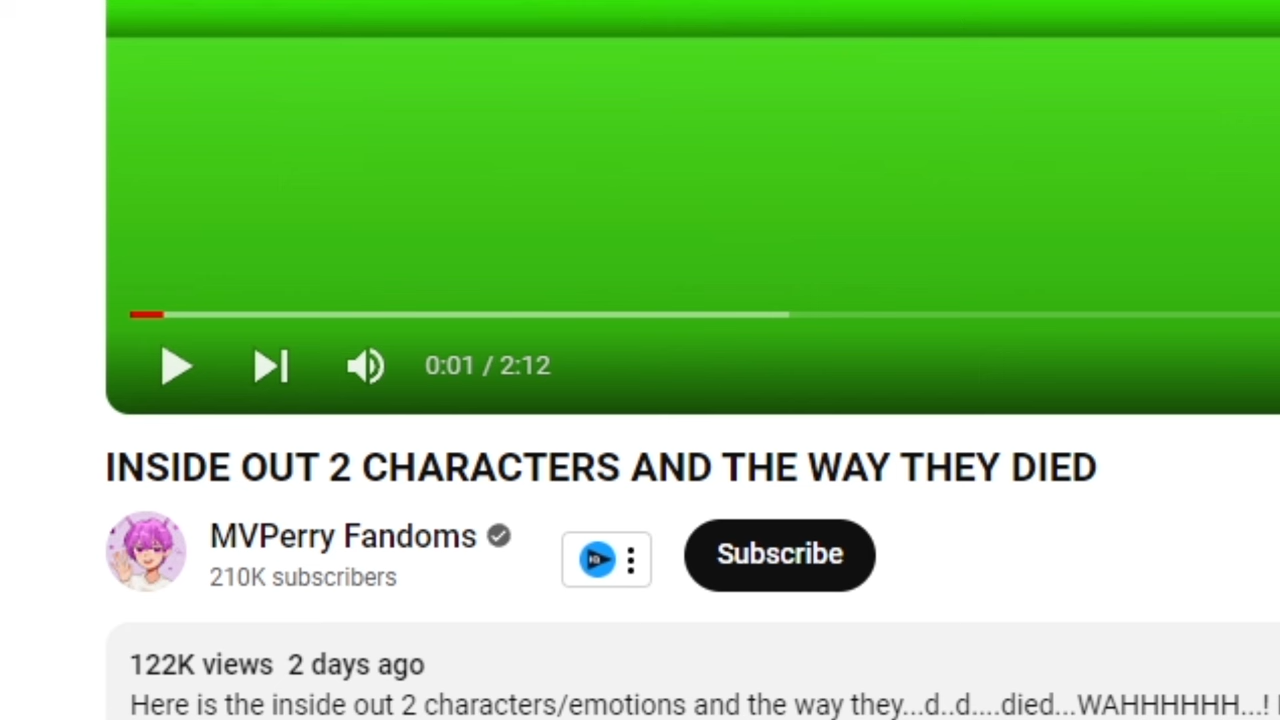 0:01 / 2:12
INSIDE OUT 2 CHARACTERS AND THE WAY THEY DIED
MVPerry Fandoms
210K subscribers
Subscribe
122K views 2 days ago
Here is the inside out 2 characters/emotions and the way they...d..d....died...WAHHHHHH...!